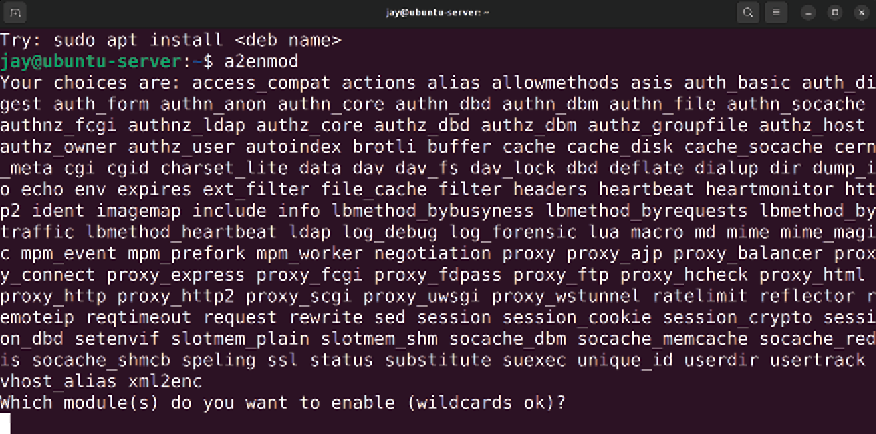 jay@ubuntu-server: ~
Try: sudo apt install <deb name>
jay@ubuntu-server:~$ a2enmod
Your choices are: access_compat actions alias allowmethods asis auth_basic auth_di
gest auth_form authn_anon authn_core authn_dbd authn_dbm authn_file authn_socache
authnz_fcgi authnz_ldap authz_core authz_dbd authz_dbm authz_groupfile authz_host
authz_owner authz_user autoindex brotli buffer cache cache_disk cache_socache cern
_meta cgi cgid charset_lite data dav dav_fs dav_lock dbd deflate dialup dir dump_i
o echo env expires ext_filter file_cache filter headers heartbeat heartmonitor htt
p2 ident imagemap include info lbmethod_bybusyness lbmethod_byrequests lbmethod_by
traffic lbmethod_heartbeat ldap log_debug log_forensic lua macro md mime mime_magi
c mpm_event mpm_prefork mpm_worker negotiation proxy proxy_ajp proxy_balancer prox
y_connect proxy_express proxy_fcgi proxy_fdpass proxy_ftp proxy_hcheck proxy_html
proxy_http proxy_http2 proxy_scgi proxy_uwsgi proxy_wstunnel ratelimit reflector r
emoteip reqtimeout request rewrite sed session session_cookie session_crypto sessi
on_dbd setenvif slotmem_plain slotmem_shm socache_dbm socache_memcache socache_red
is socache_shmcb speling ssl status substitute suexec unique_id userdir usertrack
vhost_alias xml2enc
Which module(s) do you want to enable (wildcards ok)?